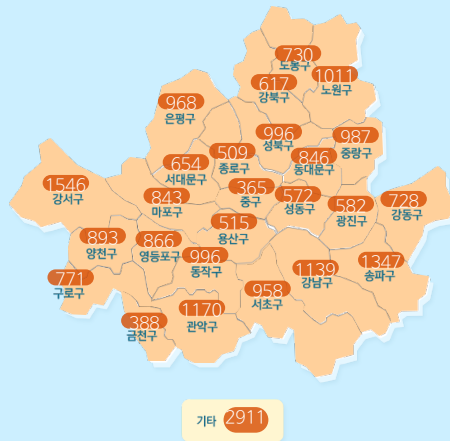 730
도봉구
1011
노원구
617
강북구
968
은평구
996
성북구
987
중랑구
509
종로구
846
동대문구
654
서대문구
1546
강서구
843
마포구
365
중구
572
성동구
582
광진구
728
강동구
515
용산구
893
양천구
866
영등포구
996
동작구
1347
송파구
1139
강남구
771
구로구
958
서초구
1170
관악구
388
금천구
기타 2911